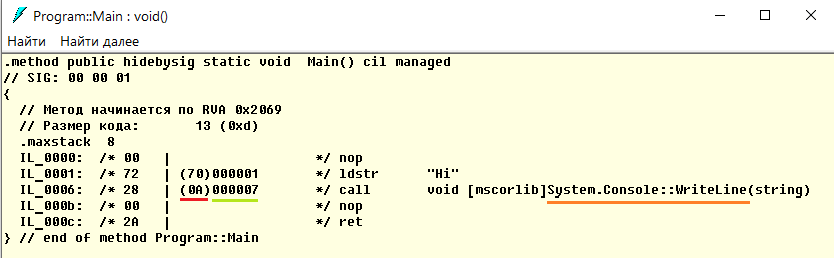 Program::Main : void()
Найти Найти далее
.method public hidebysig static void  Main() cil managed
// SIG: 00 00 01
{
  // Метод начинается по RVA 0x2069
  // Размер кода:       13 (0xd)
  .maxstack  8
  IL_0000:  /* 00   |                  */ nop
  IL_0001:  /* 72   | (70)000001       */ ldstr      "Hi"
  IL_0006:  /* 28   | (0A)000007       */ call       void [mscorlib]System.Console::WriteLine(string)
  IL_000b:  /* 00   |                  */ nop
  IL_000c:  /* 2A   |                  */ ret
} // end of method Program::Main